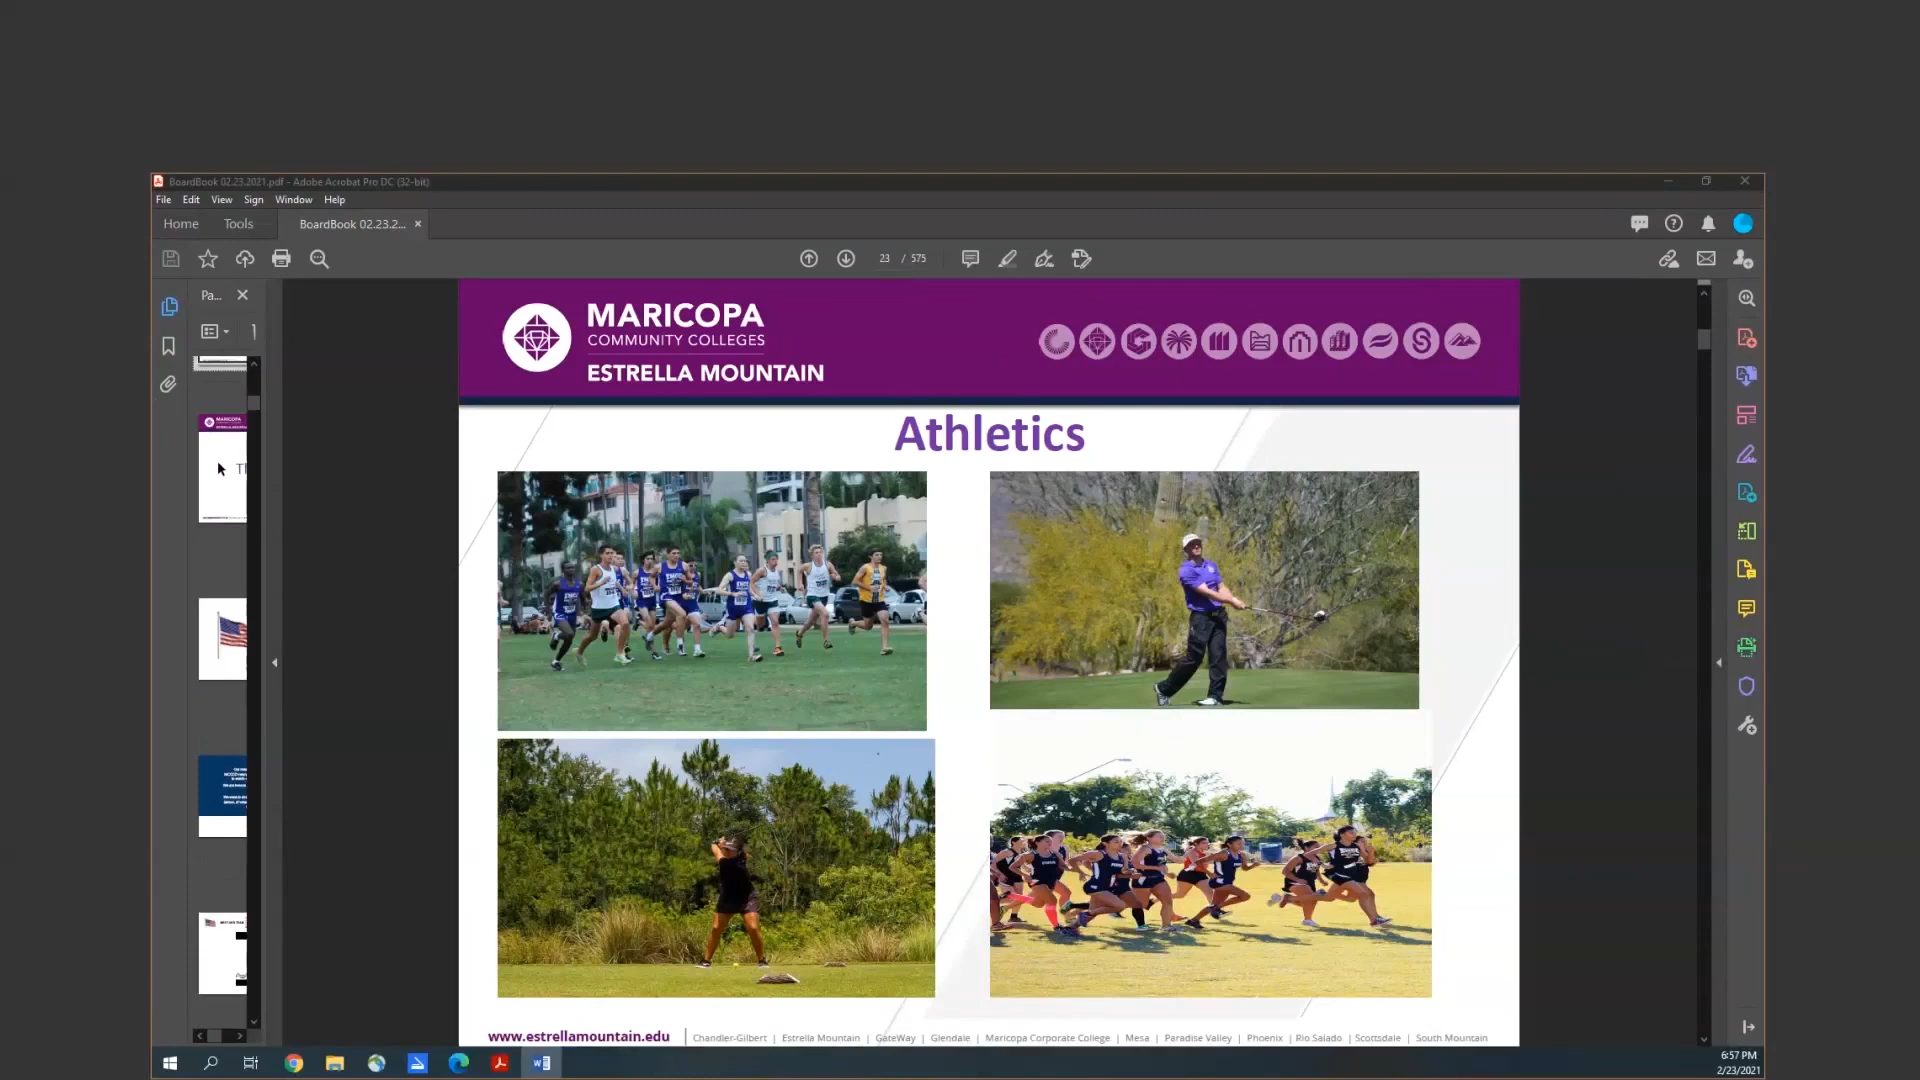 BoardBook 02.23.2021.pdf - Adobe Acrobat Pro DC (32-bit)
File Edit View Sign Window Help
Home Tools BoardBook 02.23.2...
23 / 575
Pa...
MARICOPA
COMMUNITY COLLEGES
ESTRELLA MOUNTAIN
Athletics
www.estrellamountain.edu Chandler-Gilbert | Estrella Mountain | GateWay | Glendale | Maricopa Corporate College | Mesa | Paradise Valley | Phoenix | Rio Salado | Scottsdale | South Mountain
6:57 PM
2/23/2021